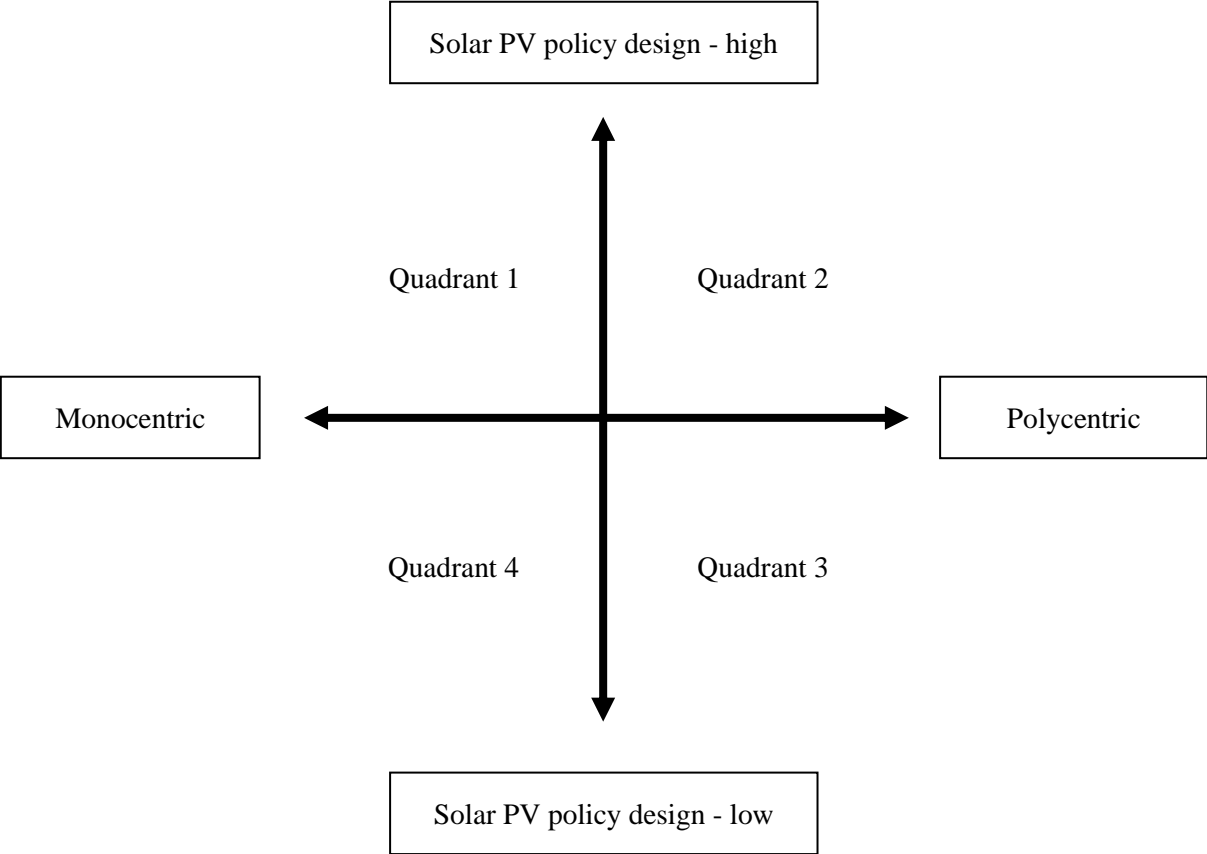 Solar PV policy design - high
Quadrant 1
Quadrant 2
Monocentric
Polycentric
Quadrant 4
Quadrant 3
Solar PV policy design - low